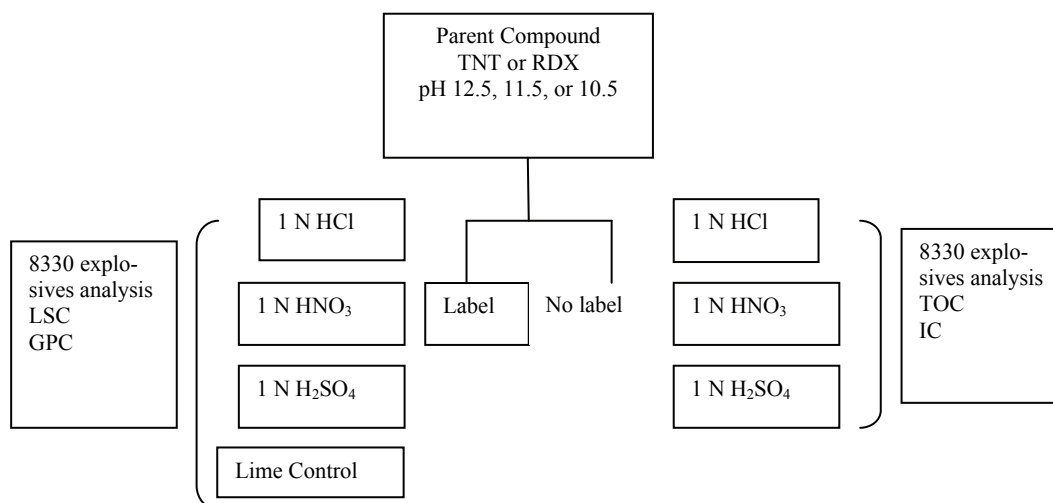 Parent Compound
TNT or RDX
pH 12.5, 11.5, or 10.5
8330 explo-
sives analysis
LSC
GPC
1 N HCl
1 N HNO₃
1 N H₂SO₄
Lime Control
Label
No label
1 N HCl
1 N HNO₃
1 N H₂SO₄
8330 explo-
sives analysis
TOC
IC